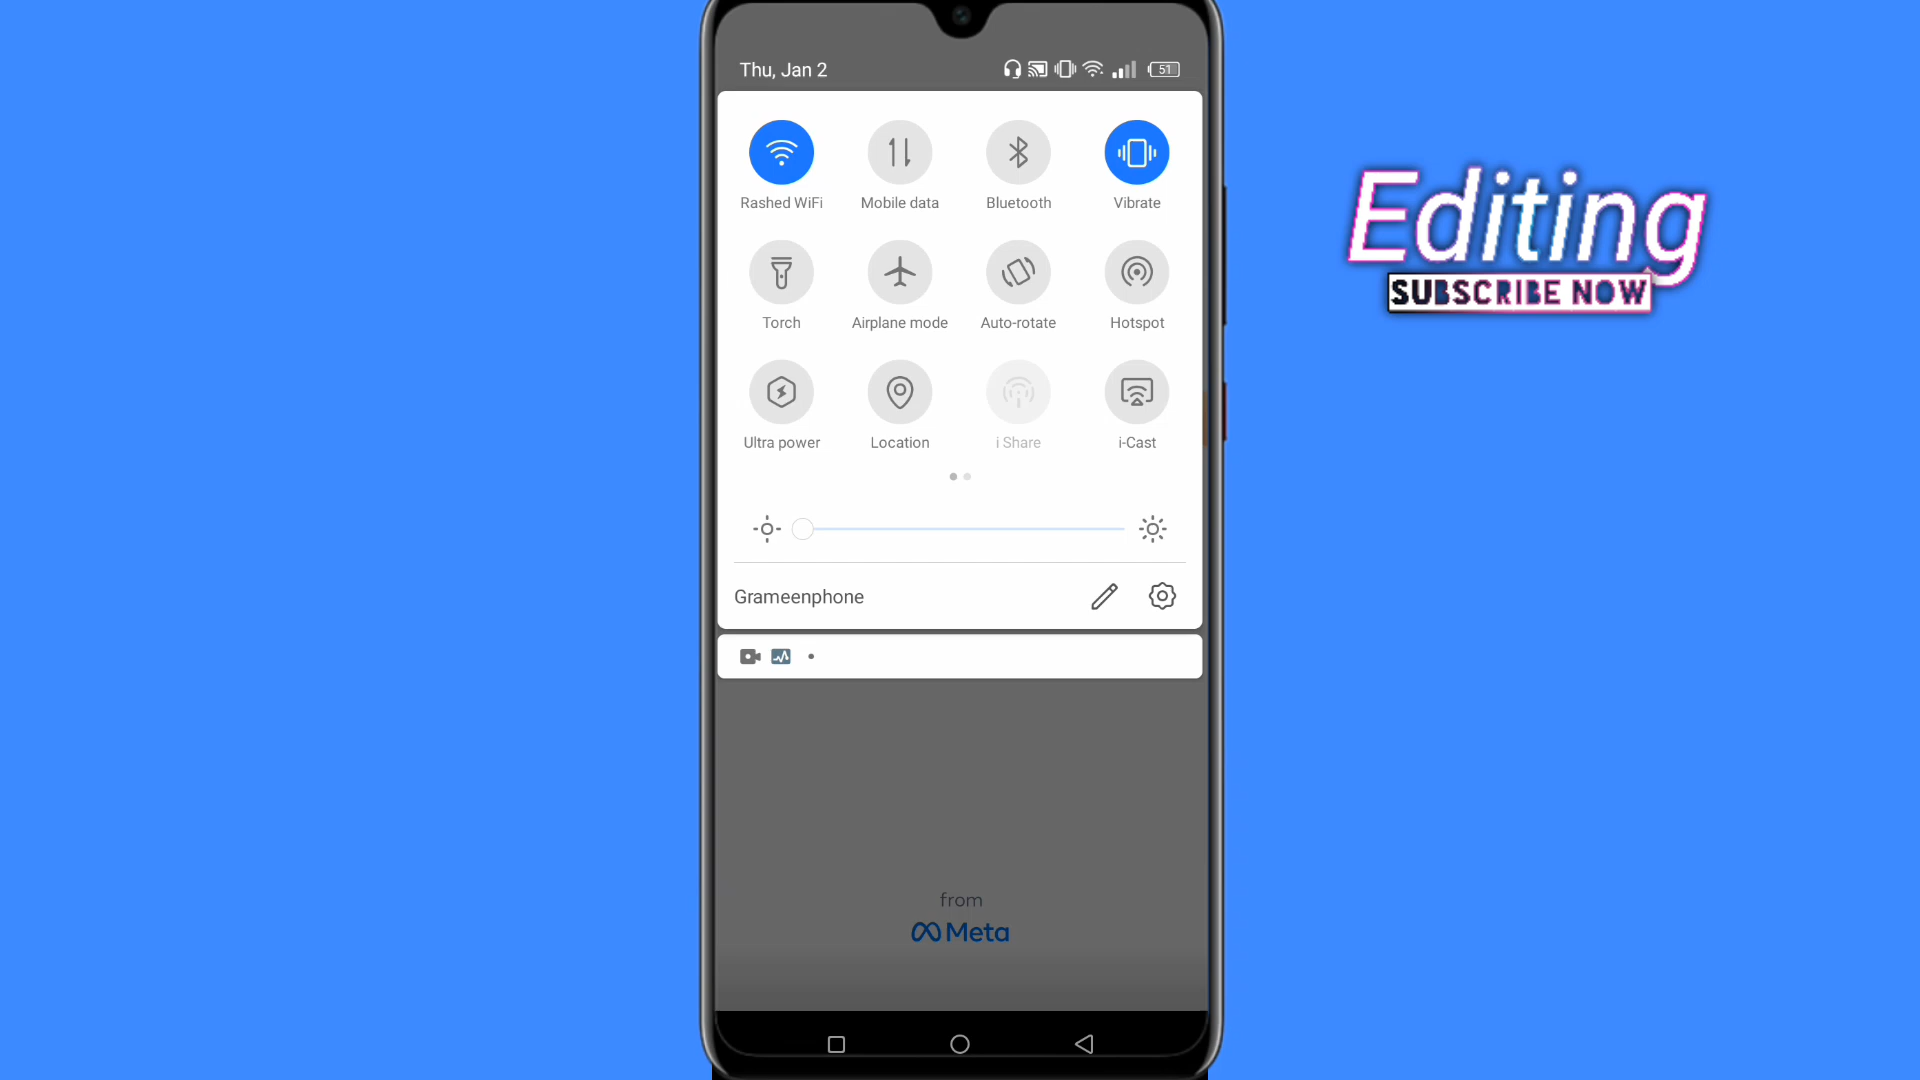 Thu, Jan 2
51
Rashed WiFi
Mobile data
Bluetooth
Vibrate
Torch
Airplane mode
Auto-rotate
Hotspot
Ultra power
Location
i Share
i-Cast
Grameenphone
from
Meta
Editing
SUBSCRIBE NOW